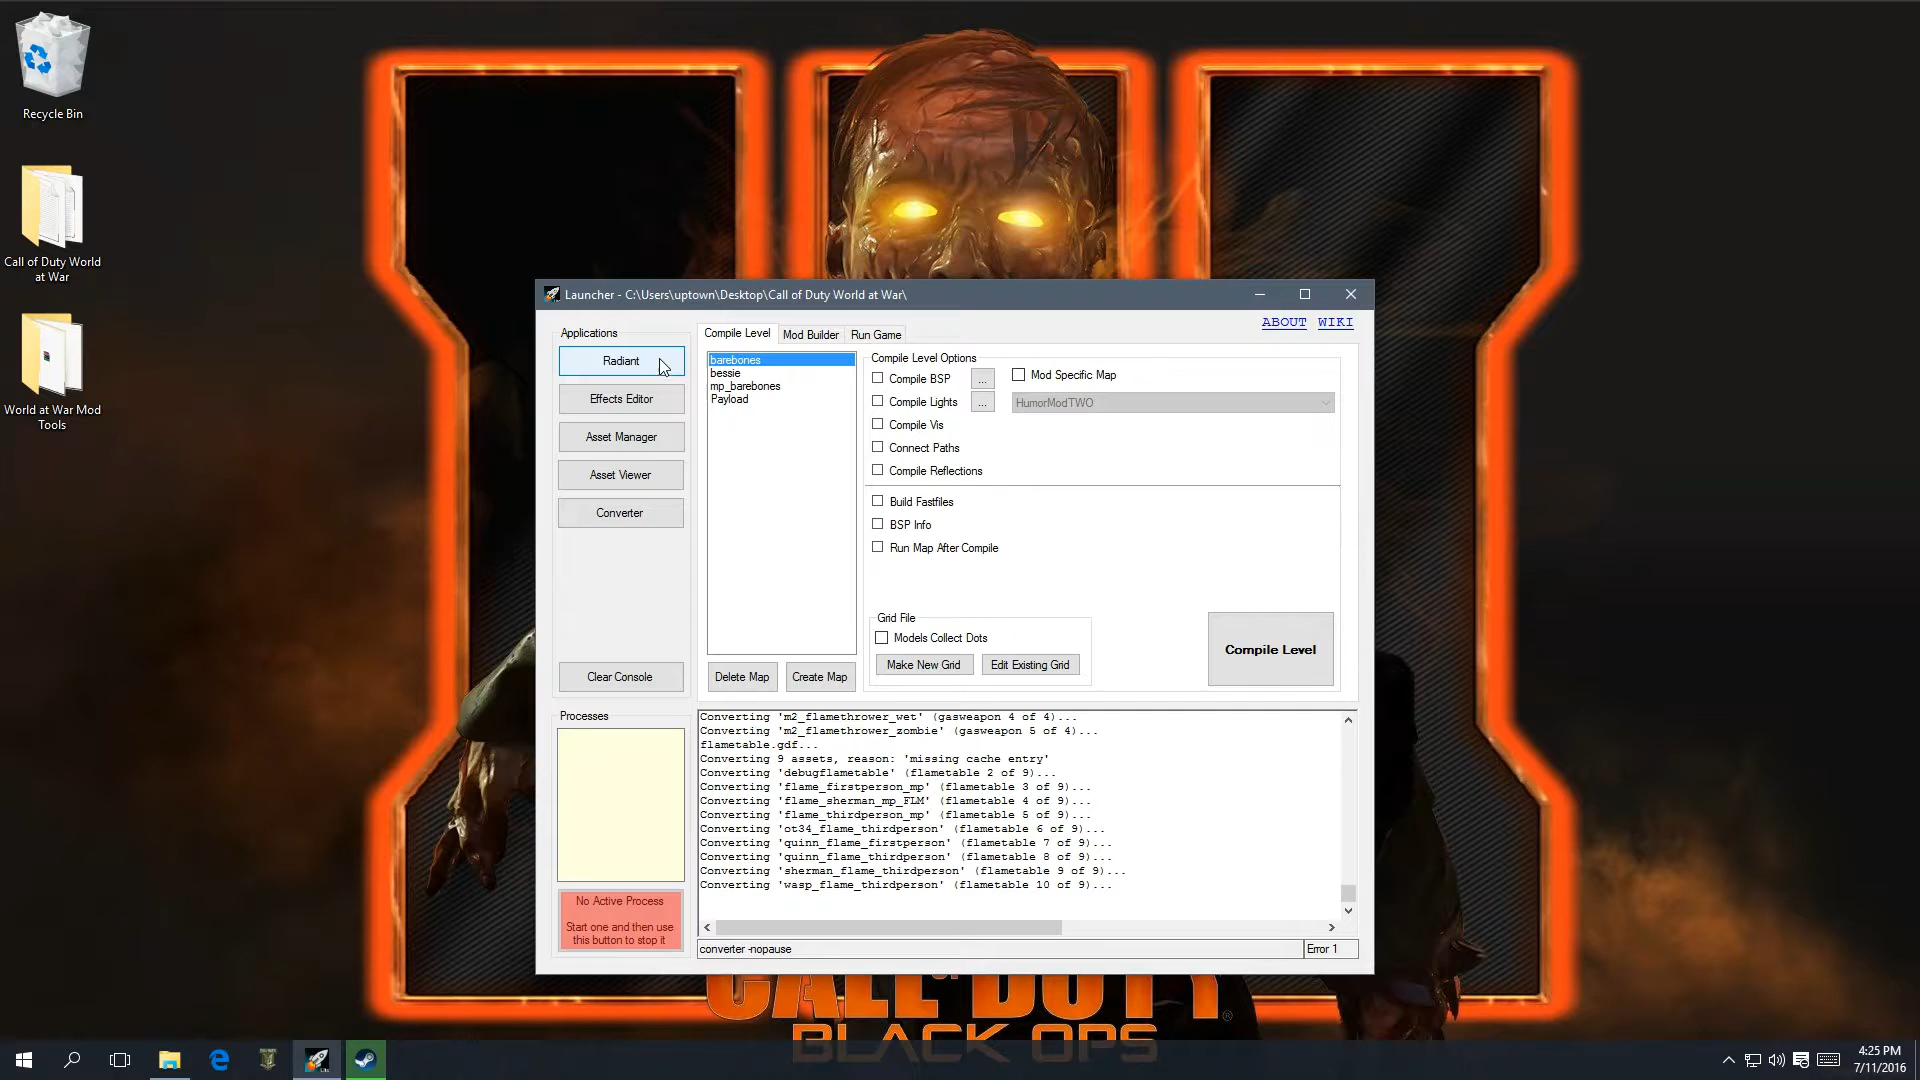 Recycle Bin
Call of Duty World
at War
World at War Mod
Tools
Launcher - C:\Users\uptown\Desktop\Call of Duty World at War\
ABOUT WIKI
Applications
Radiant
Effects Editor
Asset Manager
Asset Viewer
Converter
Clear Console
Compile Level Mod Builder Run Game
barebones
bessie
mp_barebones
Payload
Delete Map Create Map
Compile Level Options
Compile BSP ...
Compile Lights ...
Compile Vis
Connect Paths
Compile Reflections
Mod Specific Map
HumorModTWO
Build Fastfiles
BSP Info
Run Map After Compile
Grid File
Models Collect Dots
Make New Grid Edit Existing Grid
Compile Level
Processes
No Active Process
Start one and then use
this button to stop it
Converting 'm2_flamethrower_wet' (gasweapon 4 of 4)...
Converting 'm2_flamethrower_zombie' (gasweapon 5 of 4)...
flametable.gdf...
Converting 9 assets, reason: 'missing cache entry'
Converting 'debugflametable' (flametable 2 of 9)...
Converting 'flame_firstperson_mp' (flametable 3 of 9)...
Converting 'flame_sherman_mp_FLM' (flametable 4 of 9)...
Converting 'flame_thirdperson_mp' (flametable 5 of 9)...
Converting 'ot34_flame_thirdperson' (flametable 6 of 9)...
Converting 'quinn_flame_firstperson' (flametable 7 of 9)...
Converting 'quinn_flame_thirdperson' (flametable 8 of 9)...
Converting 'sherman_flame_thirdperson' (flametable 9 of 9)...
Converting 'wasp_flame_thirdperson' (flametable 10 of 9)...
converter -nopause
Error 1
CALL OF DUTY
BLACK OPS
4:25 PM
7/11/2016